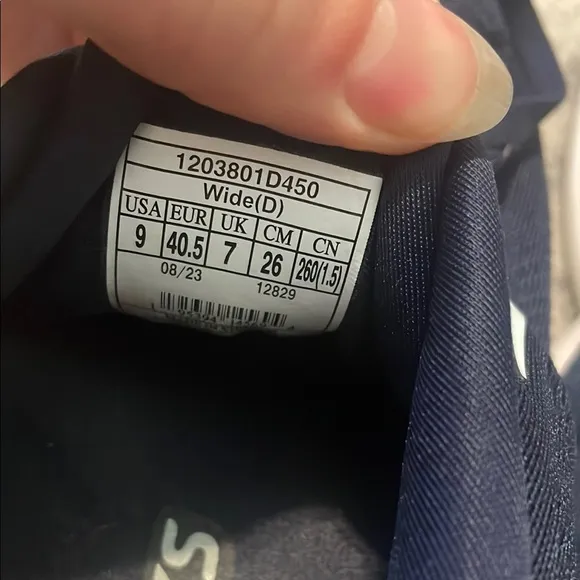 1203801D450
Wide(D)
USA EUR UK CM CN
9 40.5 7 26 260(1.5)
08/23 12829